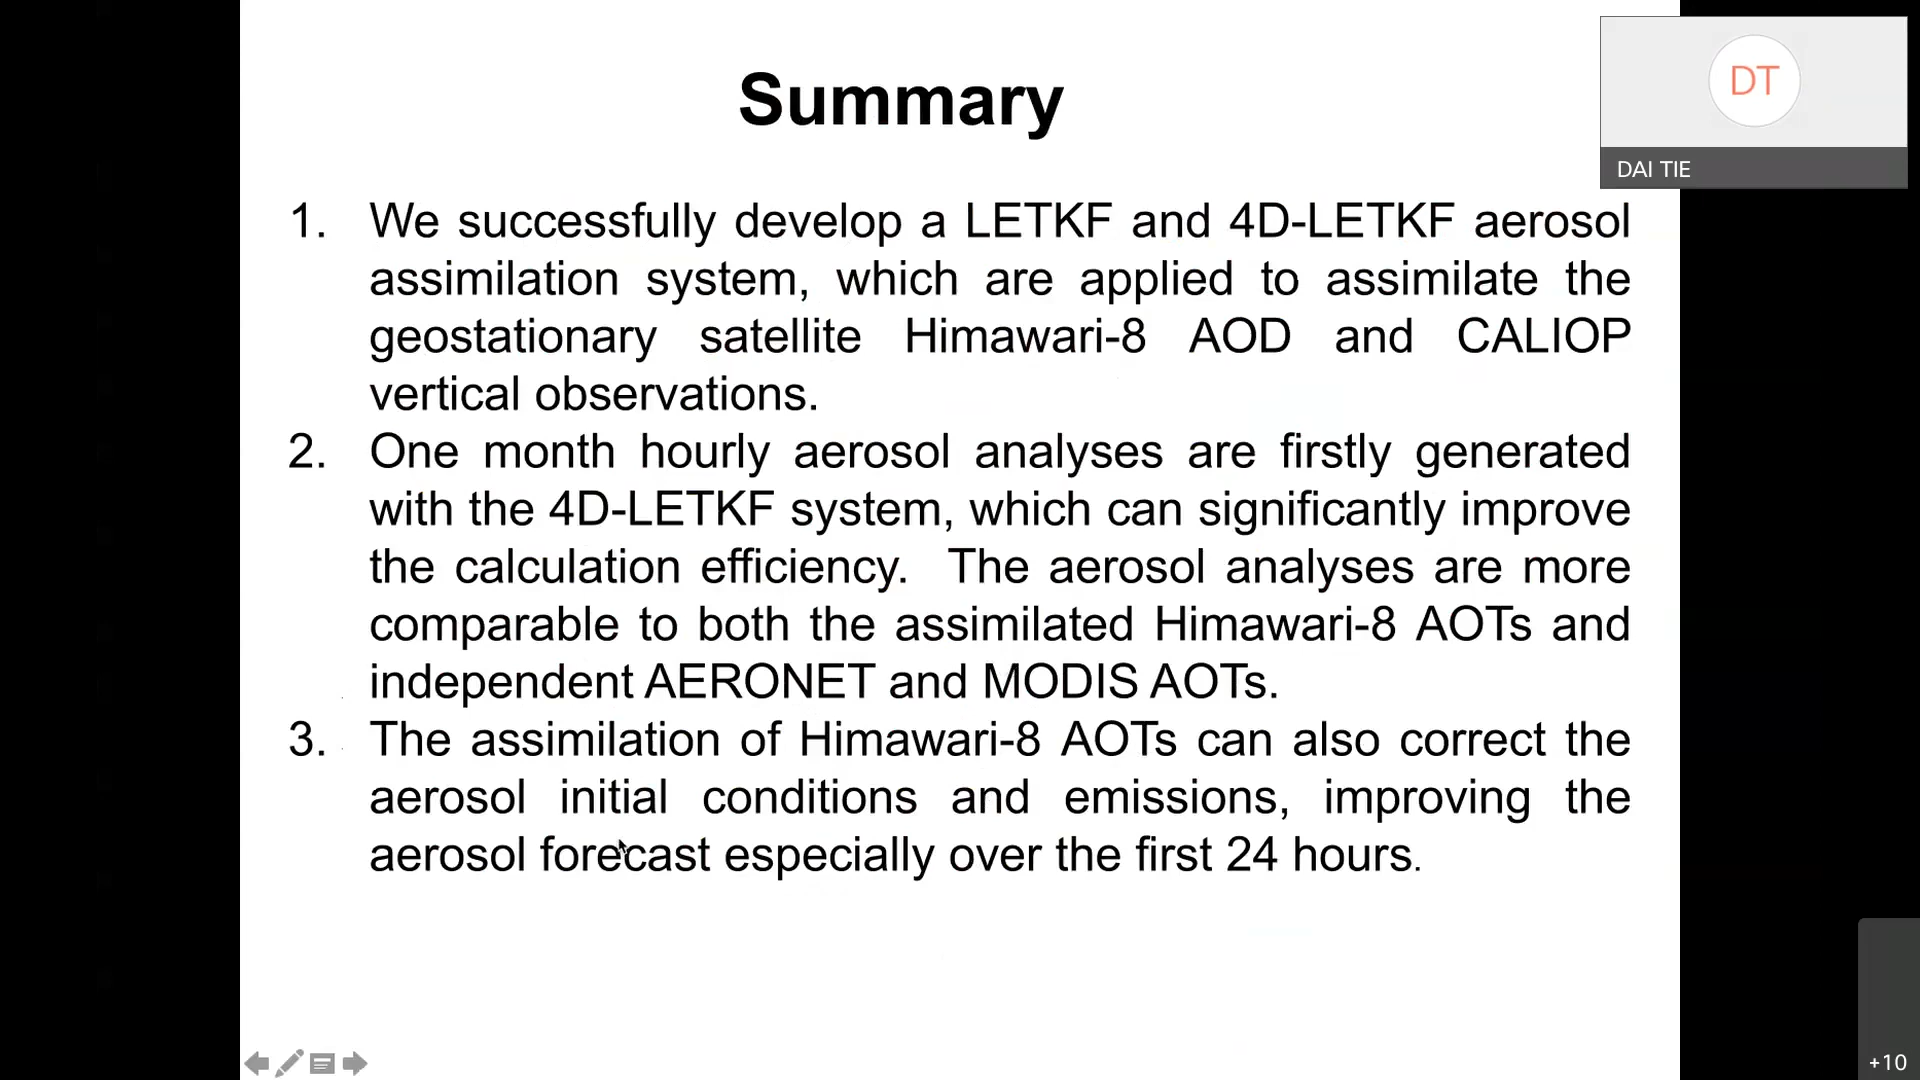 Summary
DT
DAI TIE
1. We successfully develop a LETKF and 4D-LETKF aerosol
assimilation system, which are applied to assimilate the
geostationary satellite Himawari-8 AOD and CALIOP
vertical observations.
2. One month hourly aerosol analyses are firstly generated
with the 4D-LETKF system, which can significantly improve
the calculation efficiency. The aerosol analyses are more
comparable to both the assimilated Himawari-8 AOTs and
independent AERONET and MODIS AOTs.
3. The assimilation of Himawari-8 AOTs can also correct the
aerosol initial conditions and emissions, improving the
aerosol forecast especially over the first 24 hours.
+10